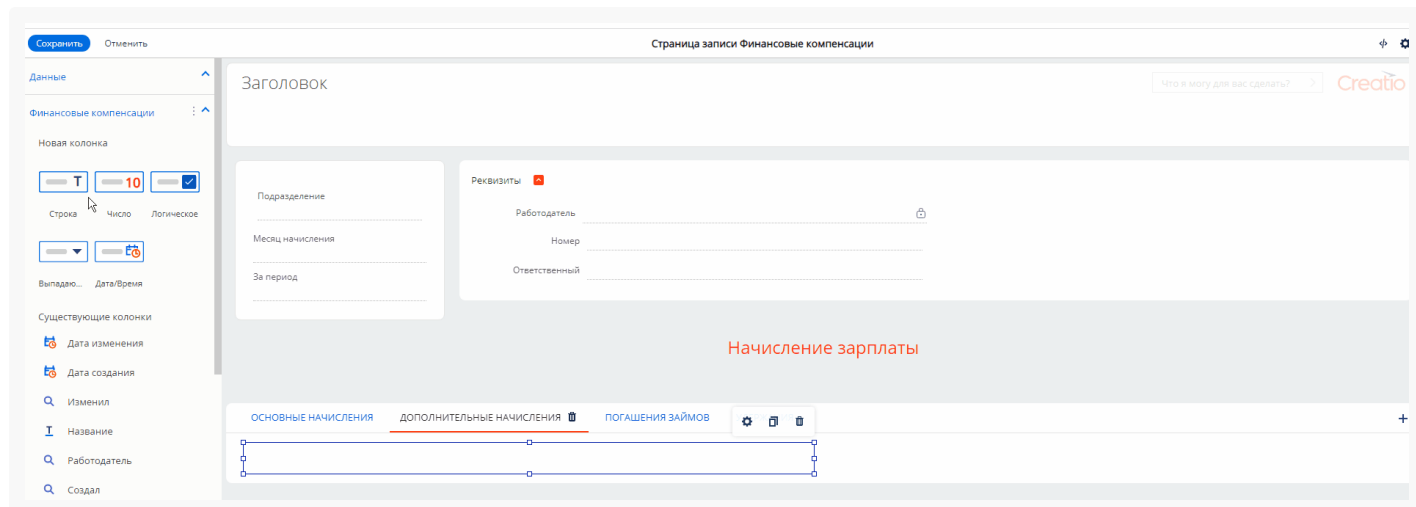 Сохранить Отменить Страница записи Финансовые компенсации
Данные
Финансовые компенсации
Новая колонка
T 10
Строка Число Логическое
Выпадаю... Дата/Время
Существующие колонки
Дата изменения
Дата создания
Изменил
Название
Работодатель
Создал
Заголовок
Что я могу для вас сделать? >
Creatio
Подразделение
Месяц начисления
За период
Реквизиты
Работодатель
Номер
Ответственный
Начисление зарплаты
ОСНОВНЫЕ НАЧИСЛЕНИЯ ДОПОЛНИТЕЛЬНЫЕ НАЧИСЛЕНИЯ ПОГАШЕНИЯ ЗАЙМОВ